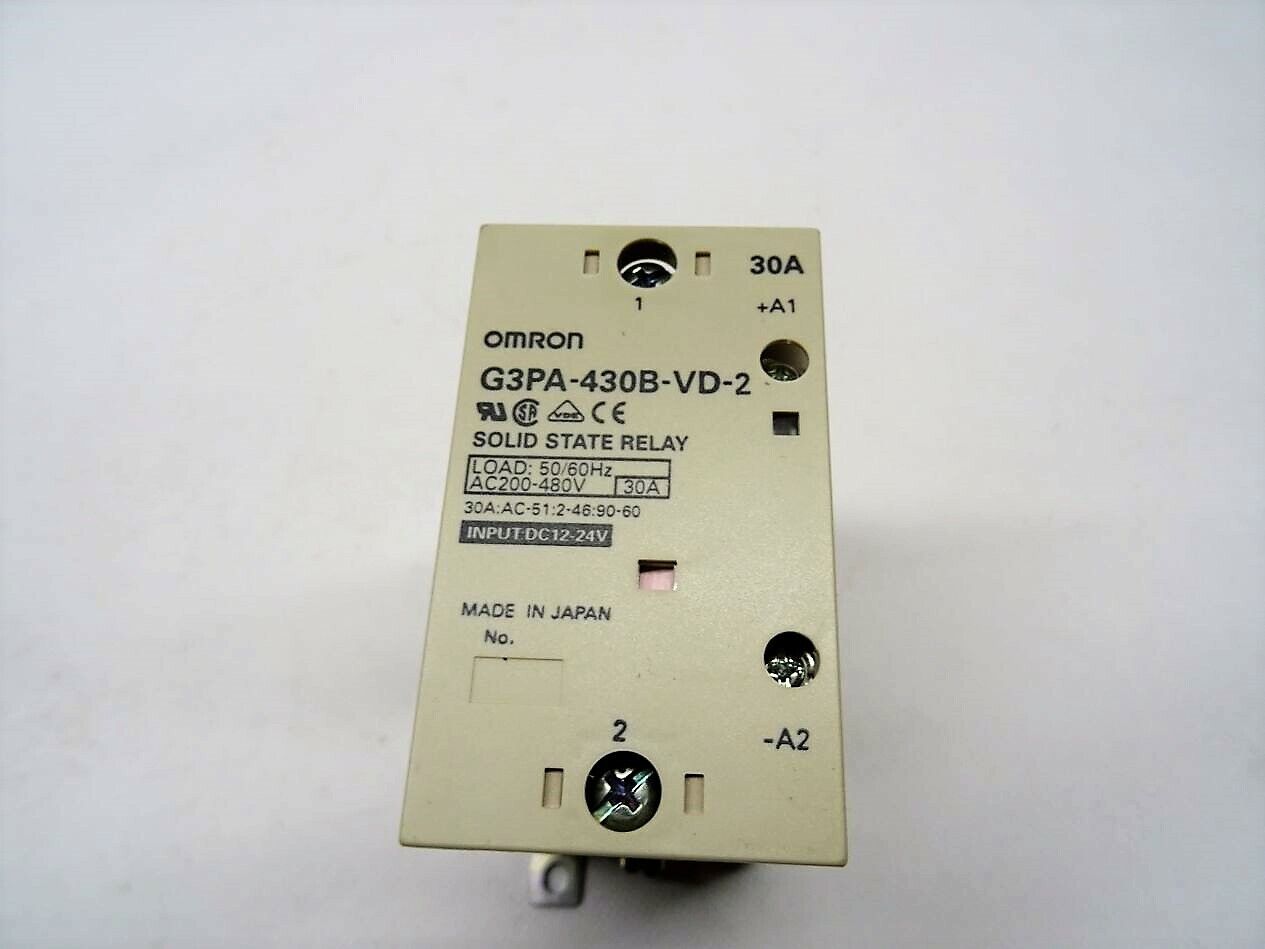 1
30A
+A1
OMRON
G3PA-430B-VD-2
VDE CE
SOLID STATE RELAY
LOAD: 50/60Hz
AC200-480V 30A
30A:AC-51:2-46:90-60
INPUT:DC12-24V
MADE IN JAPAN
No.
2
-A2